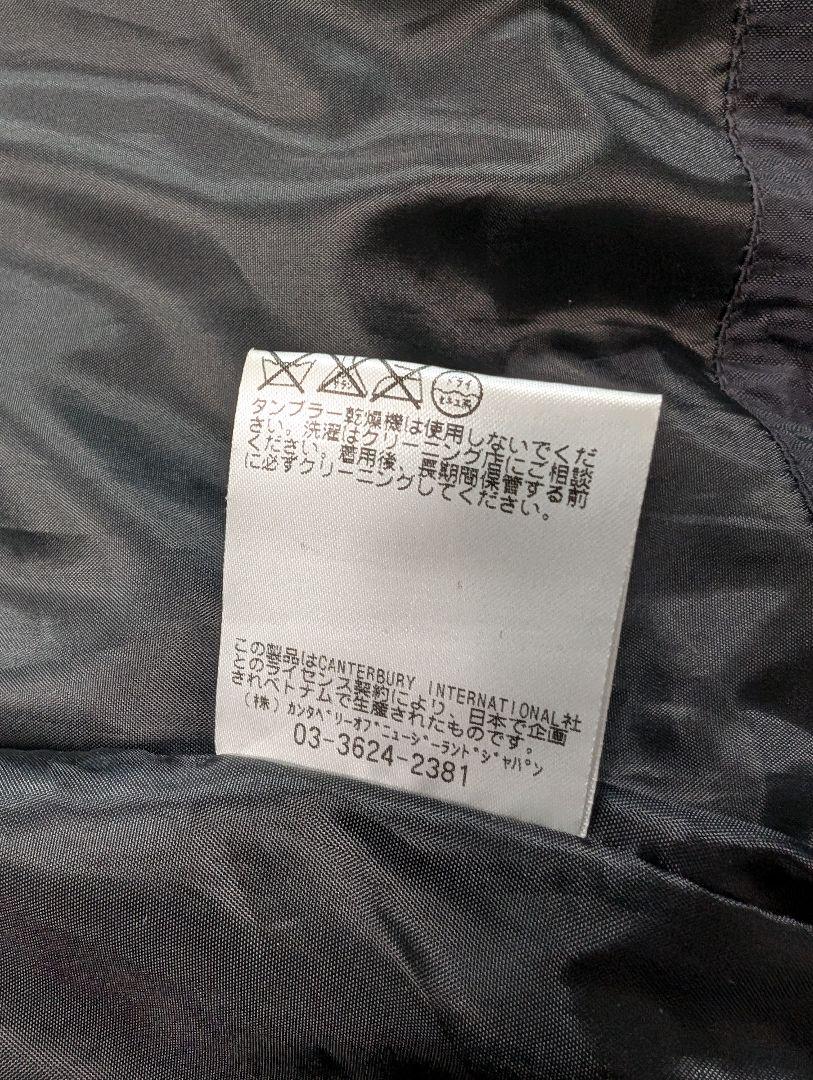 ドライ
セキユ系
タンブラー乾燥機は使用しないでくだ
さい。洗濯はクリーニング店にご相談
ください。着用後、長期間保管する前
に必ずクリーニングしてください。
この製品はCANTERBURY INTERNATIONAL社
とのライセンス契約により、日本で企画
されベトナムで生産されたものです。
(株)ｶﾝﾀﾍﾞﾘｰｵﾌﾞﾆｭｰｼﾞｰﾗﾝﾄﾞｼﾞｬﾊﾟﾝ
03-3624-2381